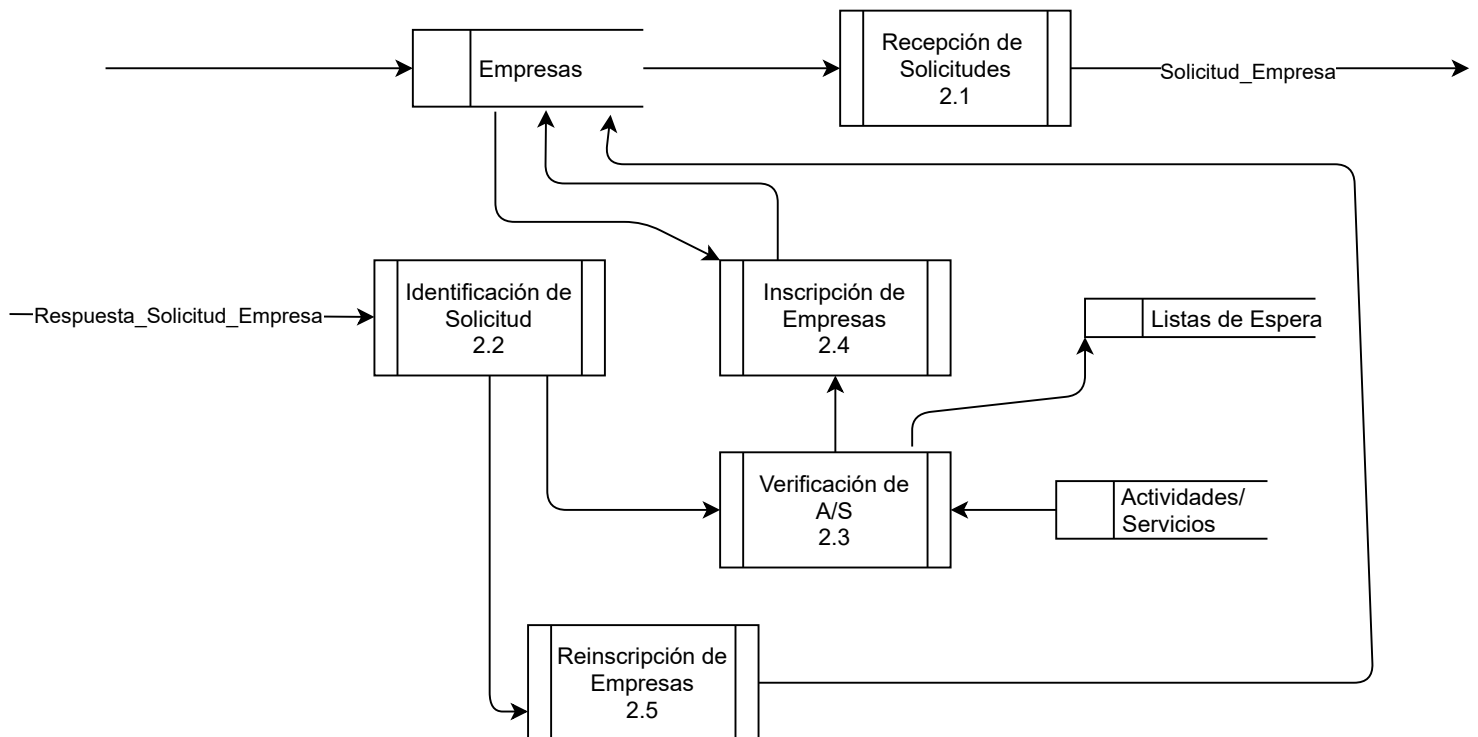 Empresas
Recepción de
Solicitudes
2.1
Solicitud_Empresa
Respuesta_Solicitud_Empresa
Identificación de
Solicitud
2.2
Inscripción de
Empresas
2.4
Listas de Espera
Verificación de
A/S
2.3
Actividades/
Servicios
Reinscripción de
Empresas
2.5